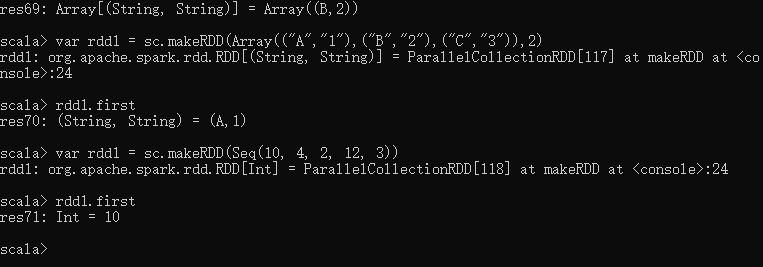 res69: Array[(String, String)] = Array((B,2))
scala> var rdd1 = sc.makeRDD(Array(("A","1"),("B","2"),("C","3")),2)
rdd1: org.apache.spark.rdd.RDD[(String, String)] = ParallelCollectionRDD[117] at makeRDD at <co
nsole>:24
scala> rdd1.first
res70: (String, String) = (A,1)
scala> var rdd1 = sc.makeRDD(Seq(10, 4, 2, 12, 3))
rdd1: org.apache.spark.rdd.RDD[Int] = ParallelCollectionRDD[118] at makeRDD at <console>:24
scala> rdd1.first
res71: Int = 10
scala>